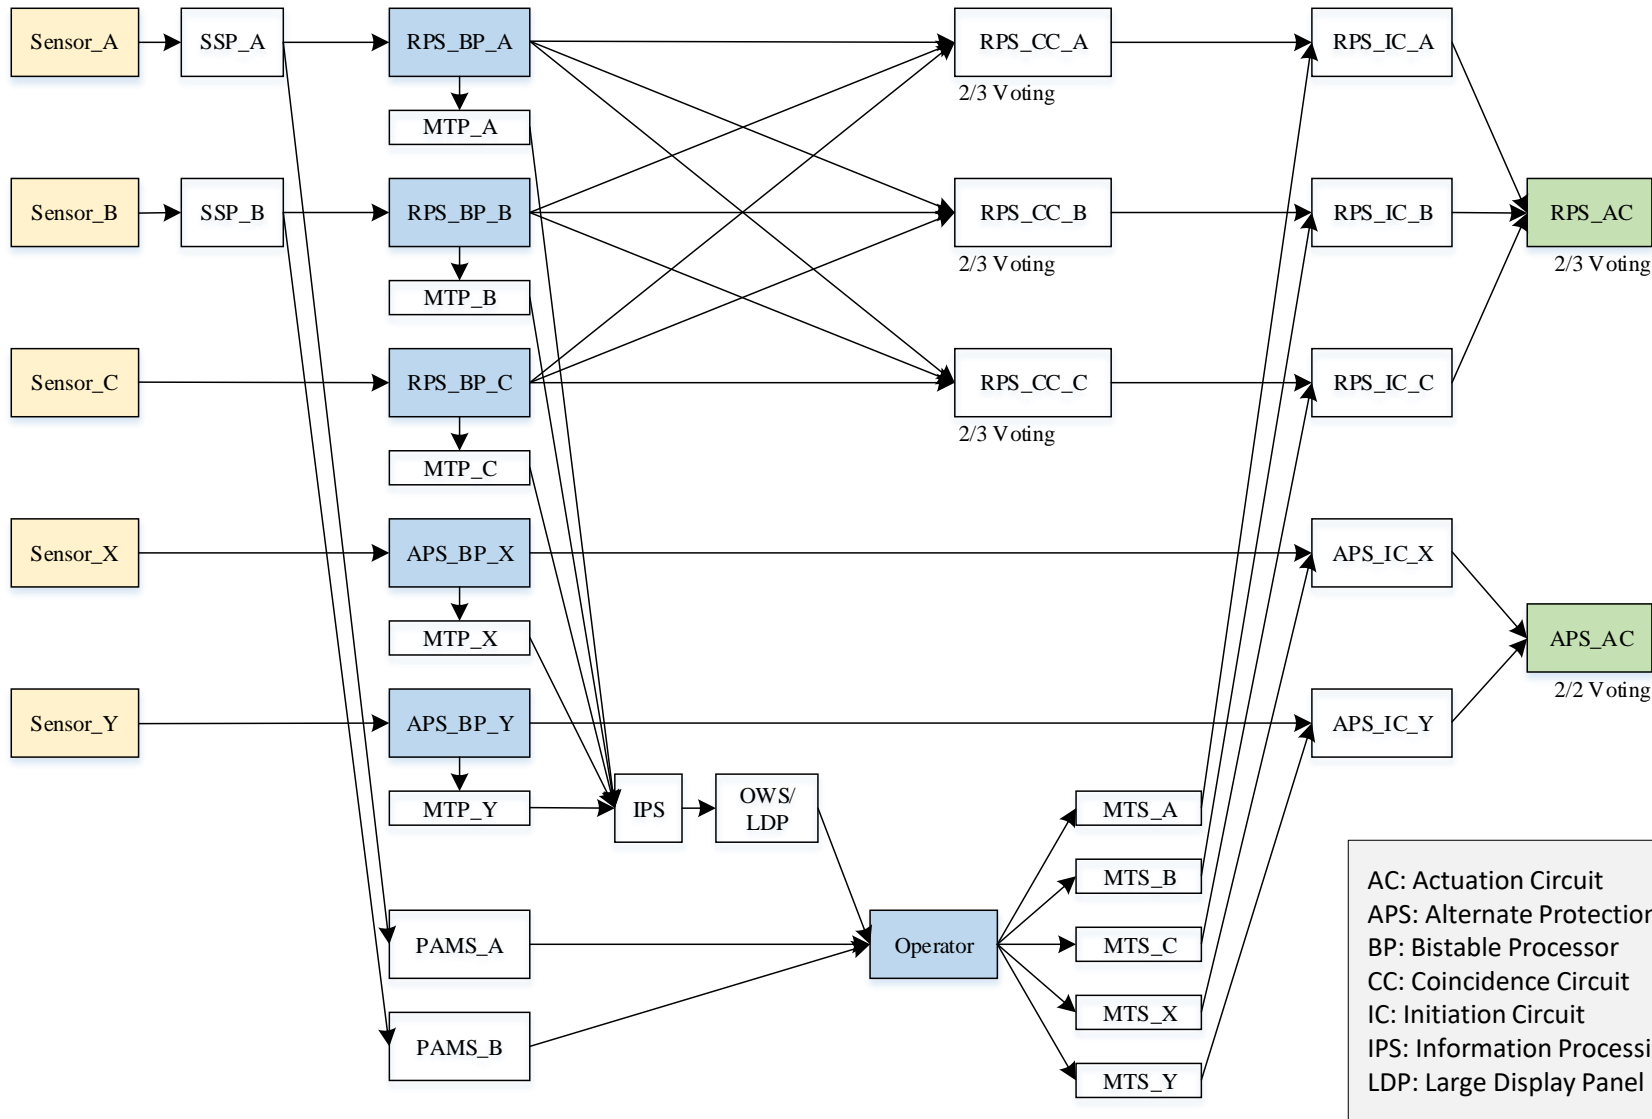 Sensor_A
SSP_A
RPS_BP_A
RPS_CC_A
RPS_IC_A
2/3 Voting
MTP_A
Sensor_B
SSP_B
RPS_BP_B
RPS_CC_B
RPS_IC_B
RPS_AC
2/3 Voting
2/3 Voting
MTP_B
Sensor_C
RPS_BP_C
RPS_CC_C
RPS_IC_C
2/3 Voting
MTP_C
Sensor_X
APS_BP_X
APS_IC_X
MTP_X
APS_AC
2/2 Voting
Sensor_Y
APS_BP_Y
APS_IC_Y
MTP_Y
IPS
OWS/
LDP
MTS_A
MTS_B
PAMS_A
Operator
MTS_C
MTS_X
PAMS_B
MTS_Y
AC: Actuation Circuit
APS: Alternate Protection
BP: Bistable Processor
CC: Coincidence Circuit
IC: Initiation Circuit
IPS: Information Processi
LDP: Large Display Panel